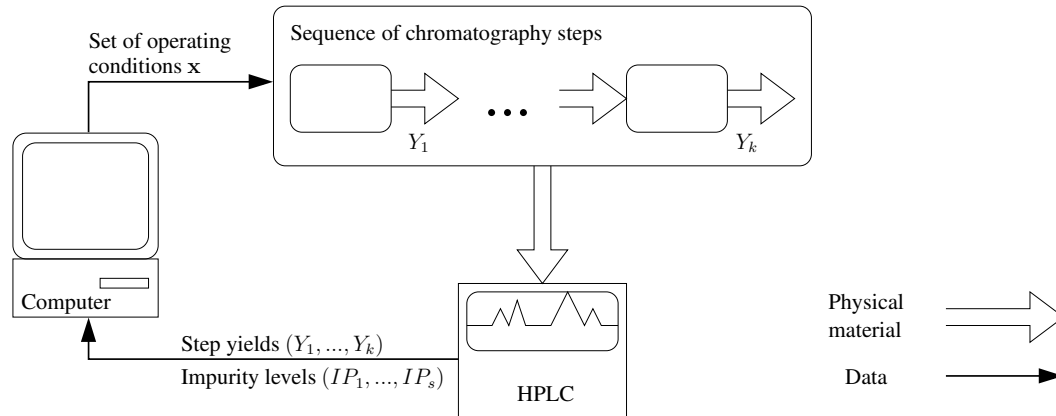 Set of operating
conditions x
Sequence of chromatography steps
Y_1
...
Y_k
Computer
Step yields (Y_1, ..., Y_k)
Impurity levels (IP_1, ..., IP_s)
HPLC
Physical
material
Data